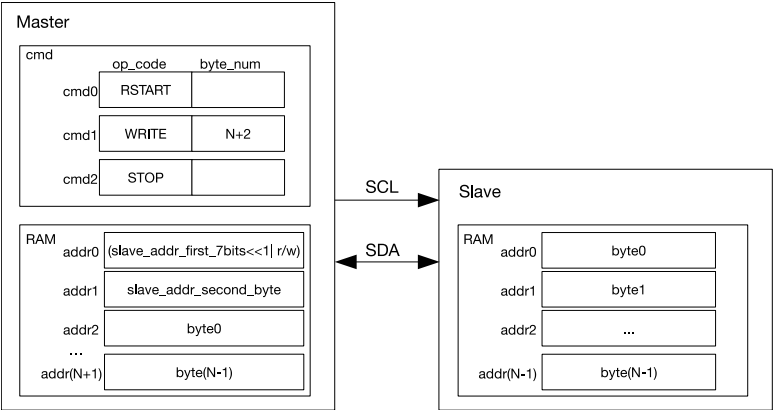 Master
cmd
op_code byte_num
cmd0 RSTART
cmd1 WRITE N+2
cmd2 STOP
RAM
addr0 (slave_addr_first_7bits<<1| r/w)
addr1 slave_addr_second_byte
addr2 byte0
...
addr(N+1) byte(N-1)
SCL
SDA
Slave
RAM
addr0 byte0
addr1 byte1
addr2 ...
addr(N-1) byte(N-1)